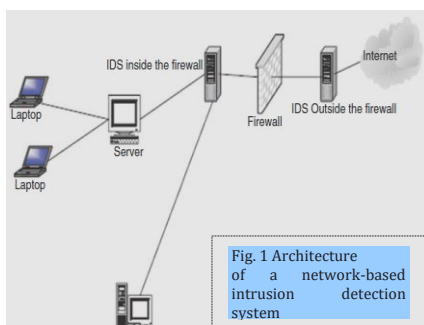 Internet
IDS inside the firewall
IDS Outside the firewall
Laptop
Firewall
Server
Laptop
Fig. 1 Architecture
of a network-based
intrusion detection
system